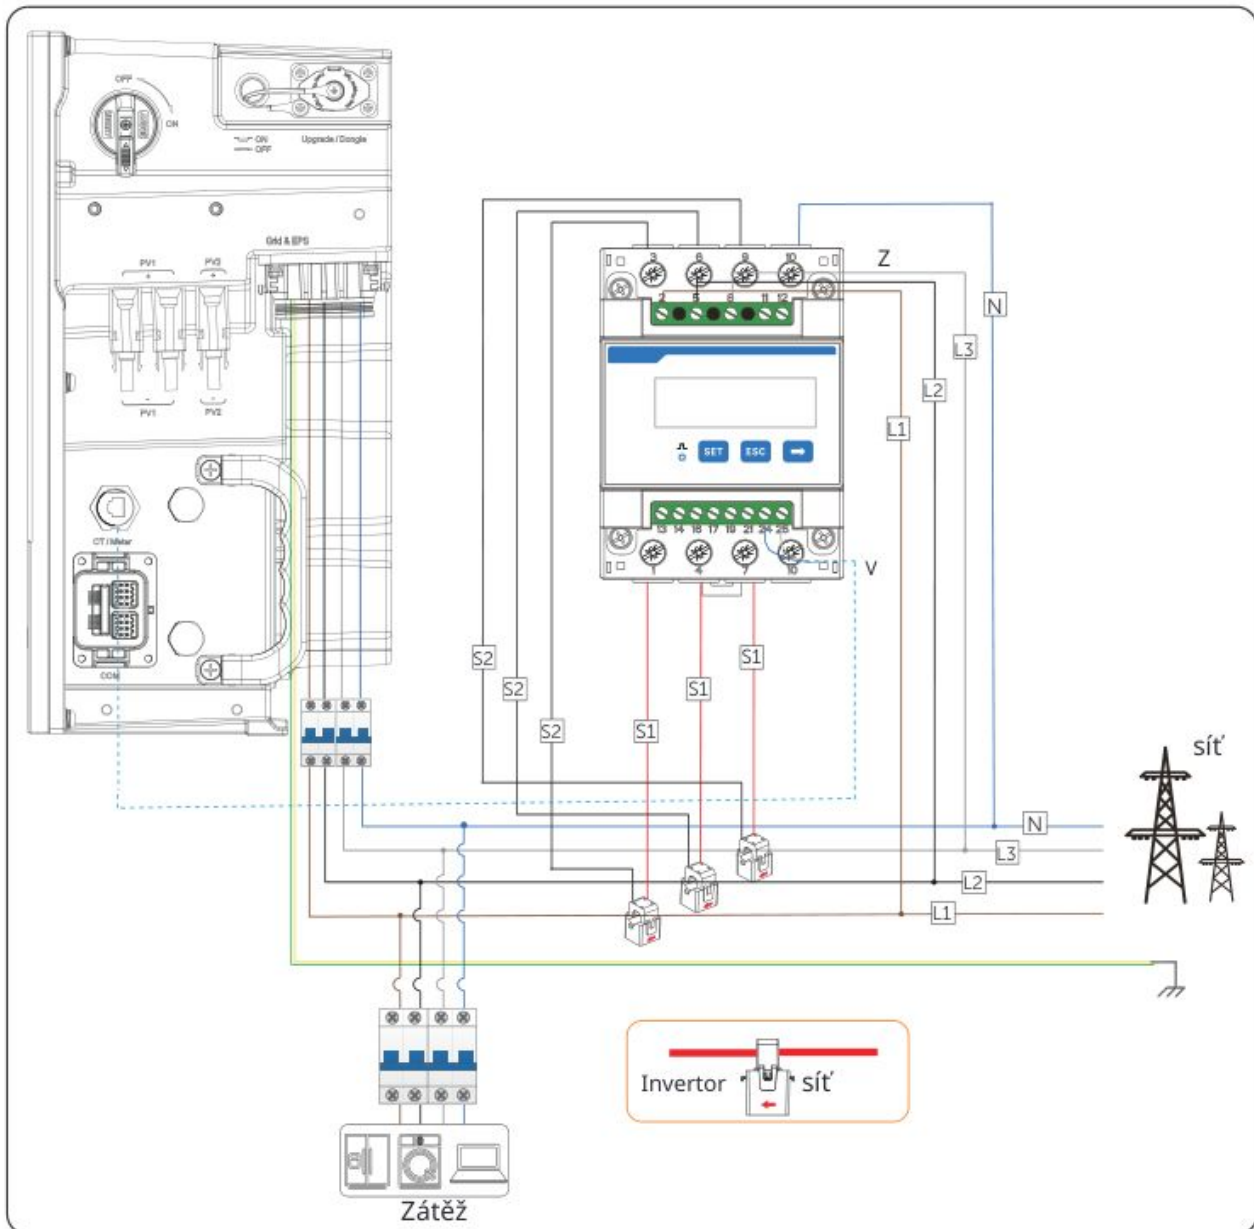 OFF
ON
ON
OFF
Upgrade / Dongle
Grid & EPS
PV1
PV2
+
+
-
-
PV1
PV2
CT / Meter
COM
3
6
9
10
2
5
8
11
12
Z
N
L3
L2
L1
SET
ESC
13
14
16
17
19
21
24
25
1
4
7
10
V
S2
S2
S2
S1
S1
S1
síť
N
L3
L2
L1
Invertor
síť
Zátěž